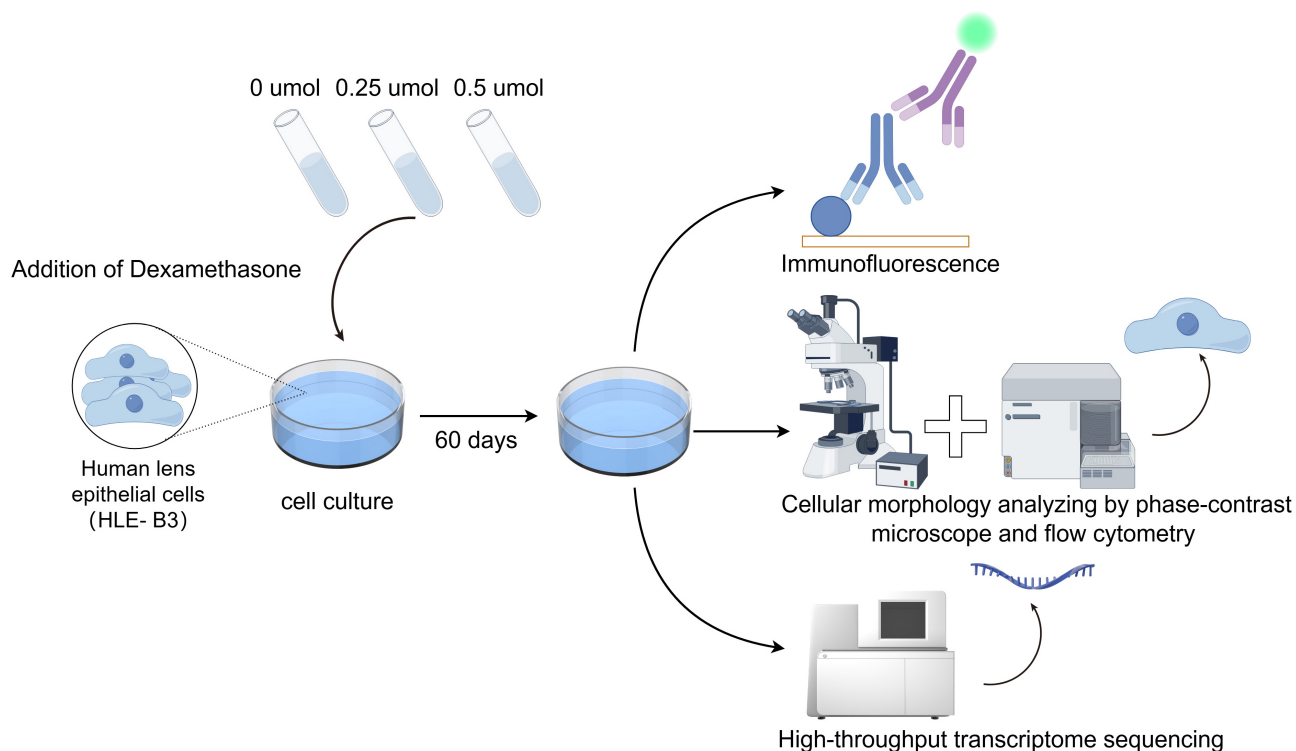 0 umol 0.25 umol 0.5 umol
Addition of Dexamethasone
Human lens
epithelial cells
(HLE- B3)
cell culture
60 days
Immunofluorescence
Cellular morphology analyzing by phase-contrast
microscope and flow cytometry
High-throughput transcriptome sequencing